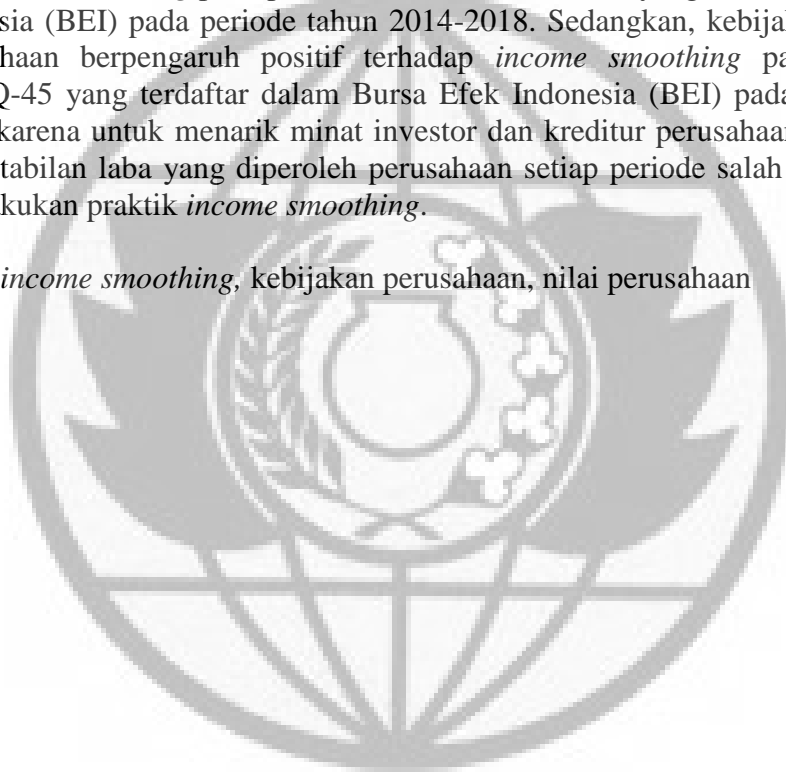 sia (BEI) pada periode tahun 2014-2018. Sedangkan, kebijak
haan berpengaruh positif terhadap income smoothing pa
Q-45 yang terdaftar dalam Bursa Efek Indonesia (BEI) pada
karena untuk menarik minat investor dan kreditur perusahaan
tabilan laba yang diperoleh perusahaan setiap periode salah
kukan praktik income smoothing.
income smoothing, kebijakan perusahaan, nilai perusahaan